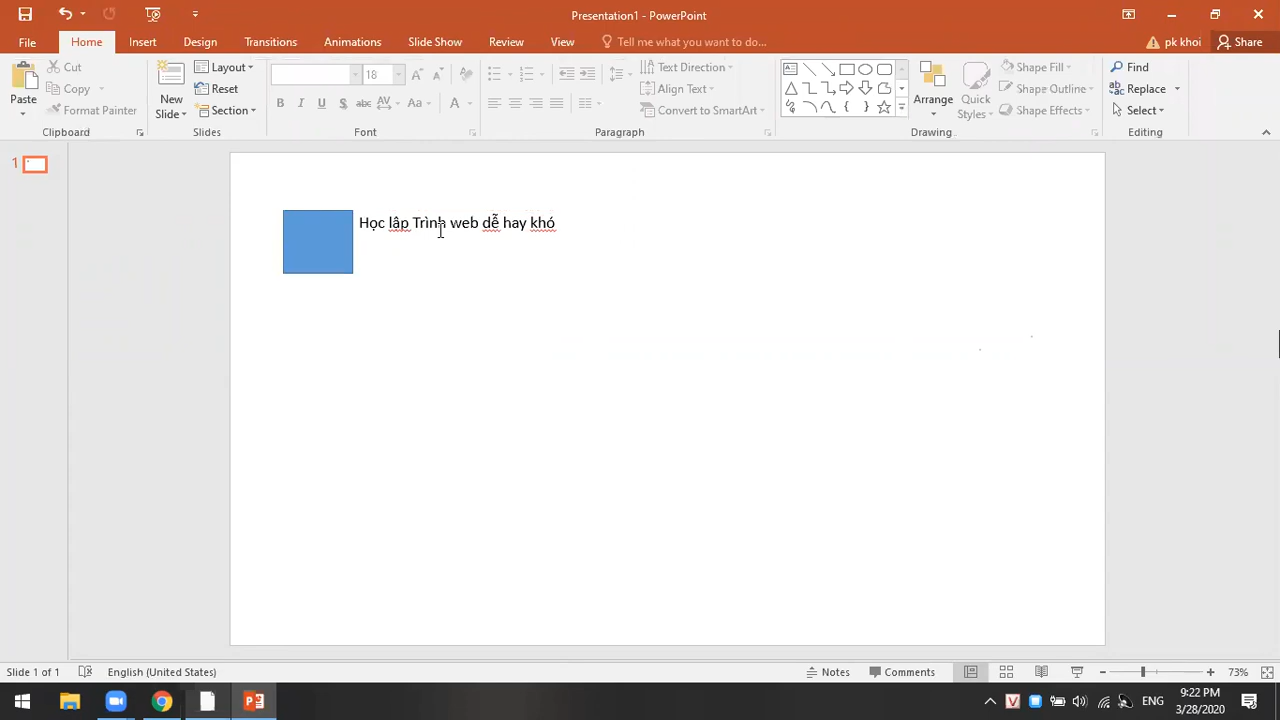 Presentation1 - PowerPoint
File Home Insert Design Transitions Animations Slide Show Review View Tell me what you want to do... pk khoi Share
Paste Cut Copy Format Painter Clipboard
New Slide Layout Reset Section Slides
18 B I U S abc AV Aa A Font
Text Direction Align Text Convert to SmartArt Paragraph
Arrange Quick Styles Shape Fill Shape Outline Shape Effects Drawing
Find Replace Select Editing
1
Học lập Trình web dễ hay khó
Slide 1 of 1 English (United States) Notes Comments 73%
ENG 9:22 PM 3/28/2020